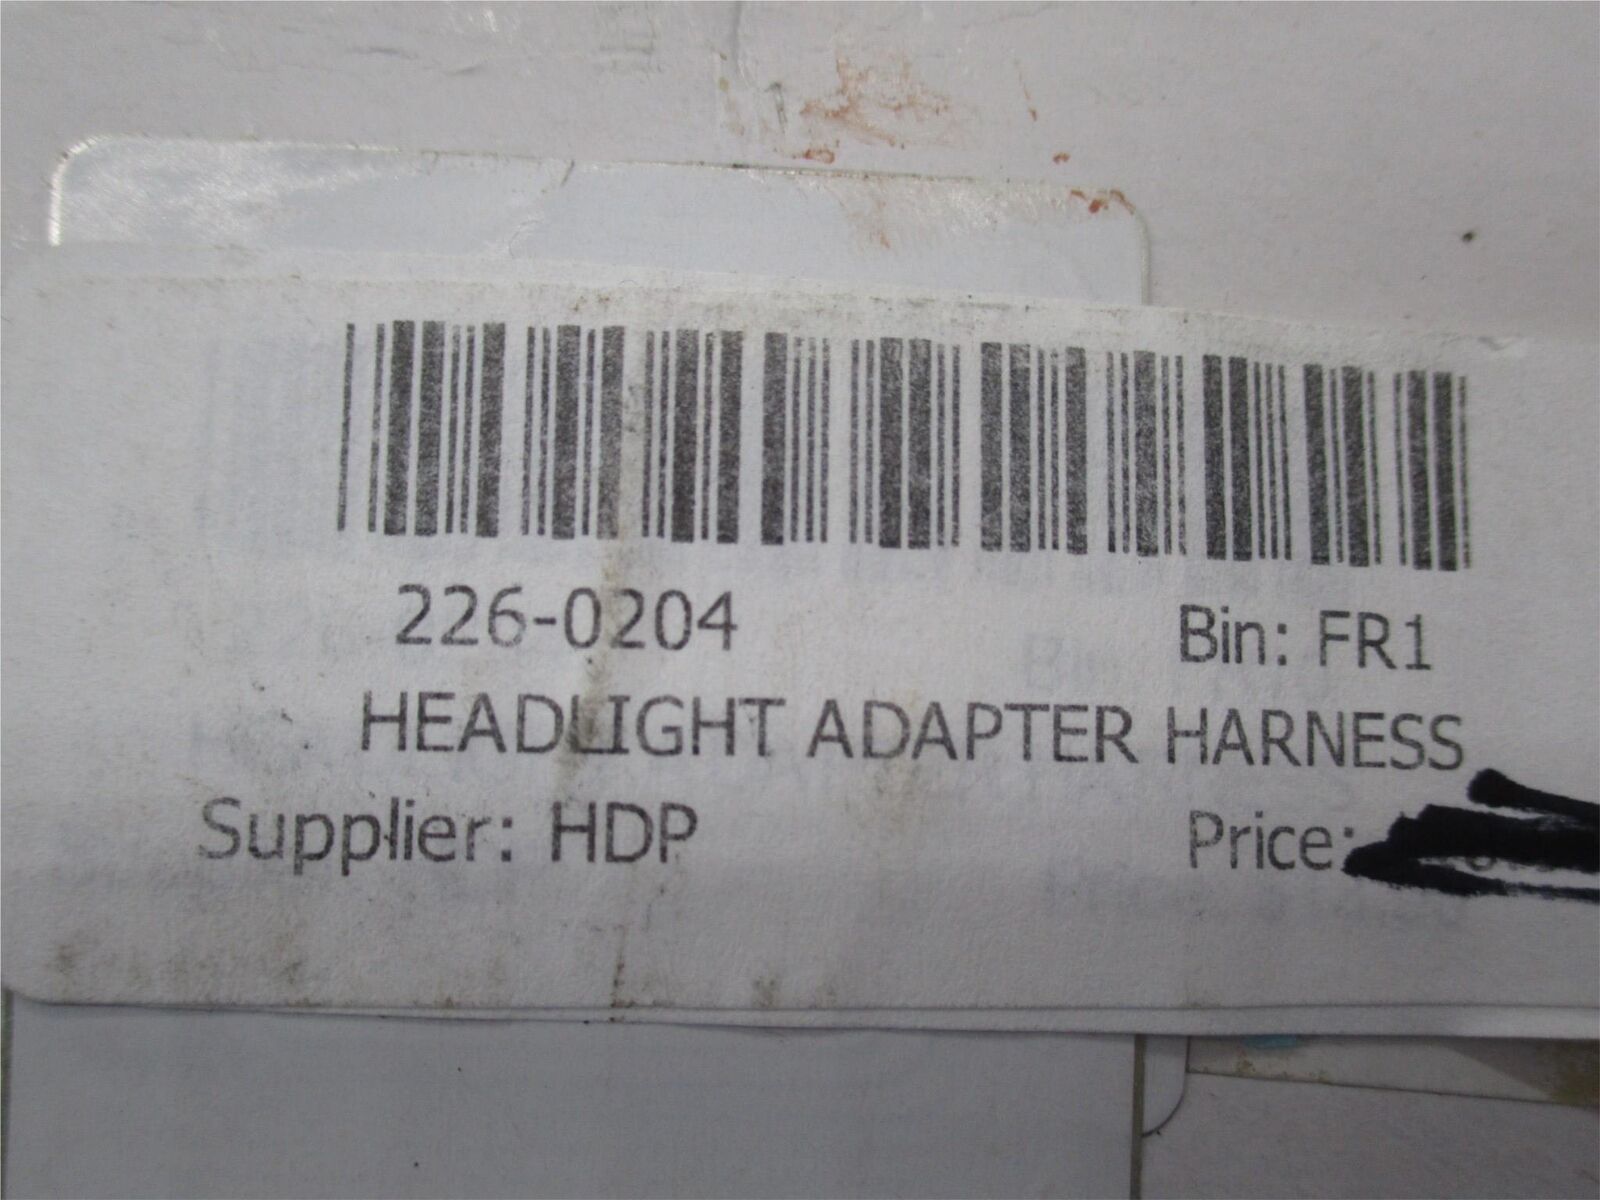 226-0204 Bin: FR1
HEADLIGHT ADAPTER HARNESS
Supplier: HDP Price: